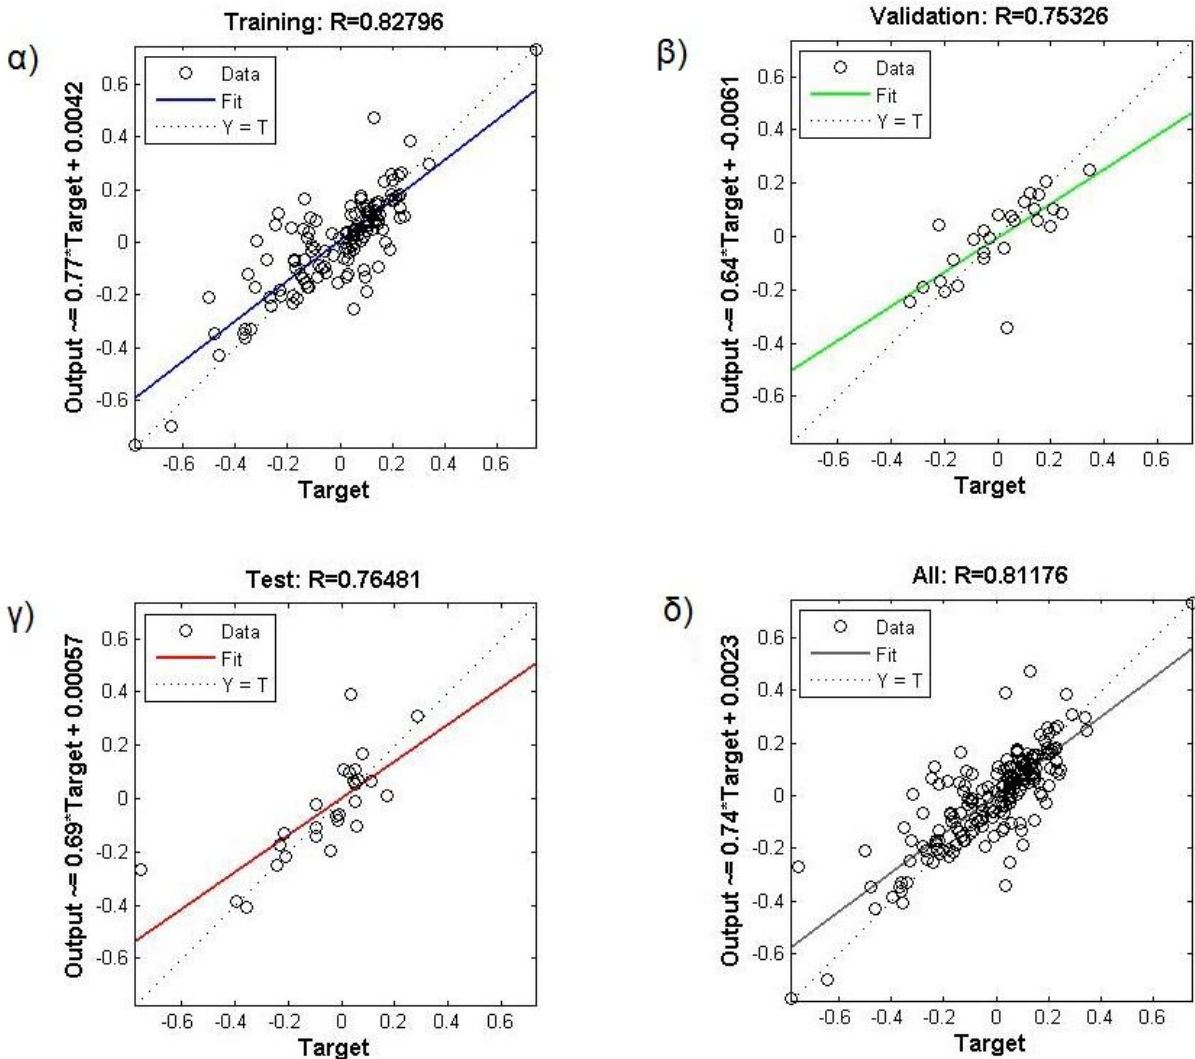 α)
Training: R=0.82796
Output ~= 0.77*Target + 0.0042
Data
Fit
Y = T
0.6
0.4
0.2
0
-0.2
-0.4
-0.6
-0.6 -0.4 -0.2 0 0.2 0.4 0.6
Target
β)
Validation: R=0.75326
Output ~= 0.64*Target + -0.0061
Data
Fit
Y = T
0.6
0.4
0.2
0
-0.2
-0.4
-0.6
-0.6 -0.4 -0.2 0 0.2 0.4 0.6
Target
γ)
Test: R=0.76481
Output ~= 0.69*Target + 0.00057
Data
Fit
Y = T
0.6
0.4
0.2
0
-0.2
-0.4
-0.6
-0.6 -0.4 -0.2 0 0.2 0.4 0.6
Target
δ)
All: R=0.81176
Output ~= 0.74*Target + 0.0023
Data
Fit
Y = T
0.6
0.4
0.2
0
-0.2
-0.4
-0.6
-0.6 -0.4 -0.2 0 0.2 0.4 0.6
Target